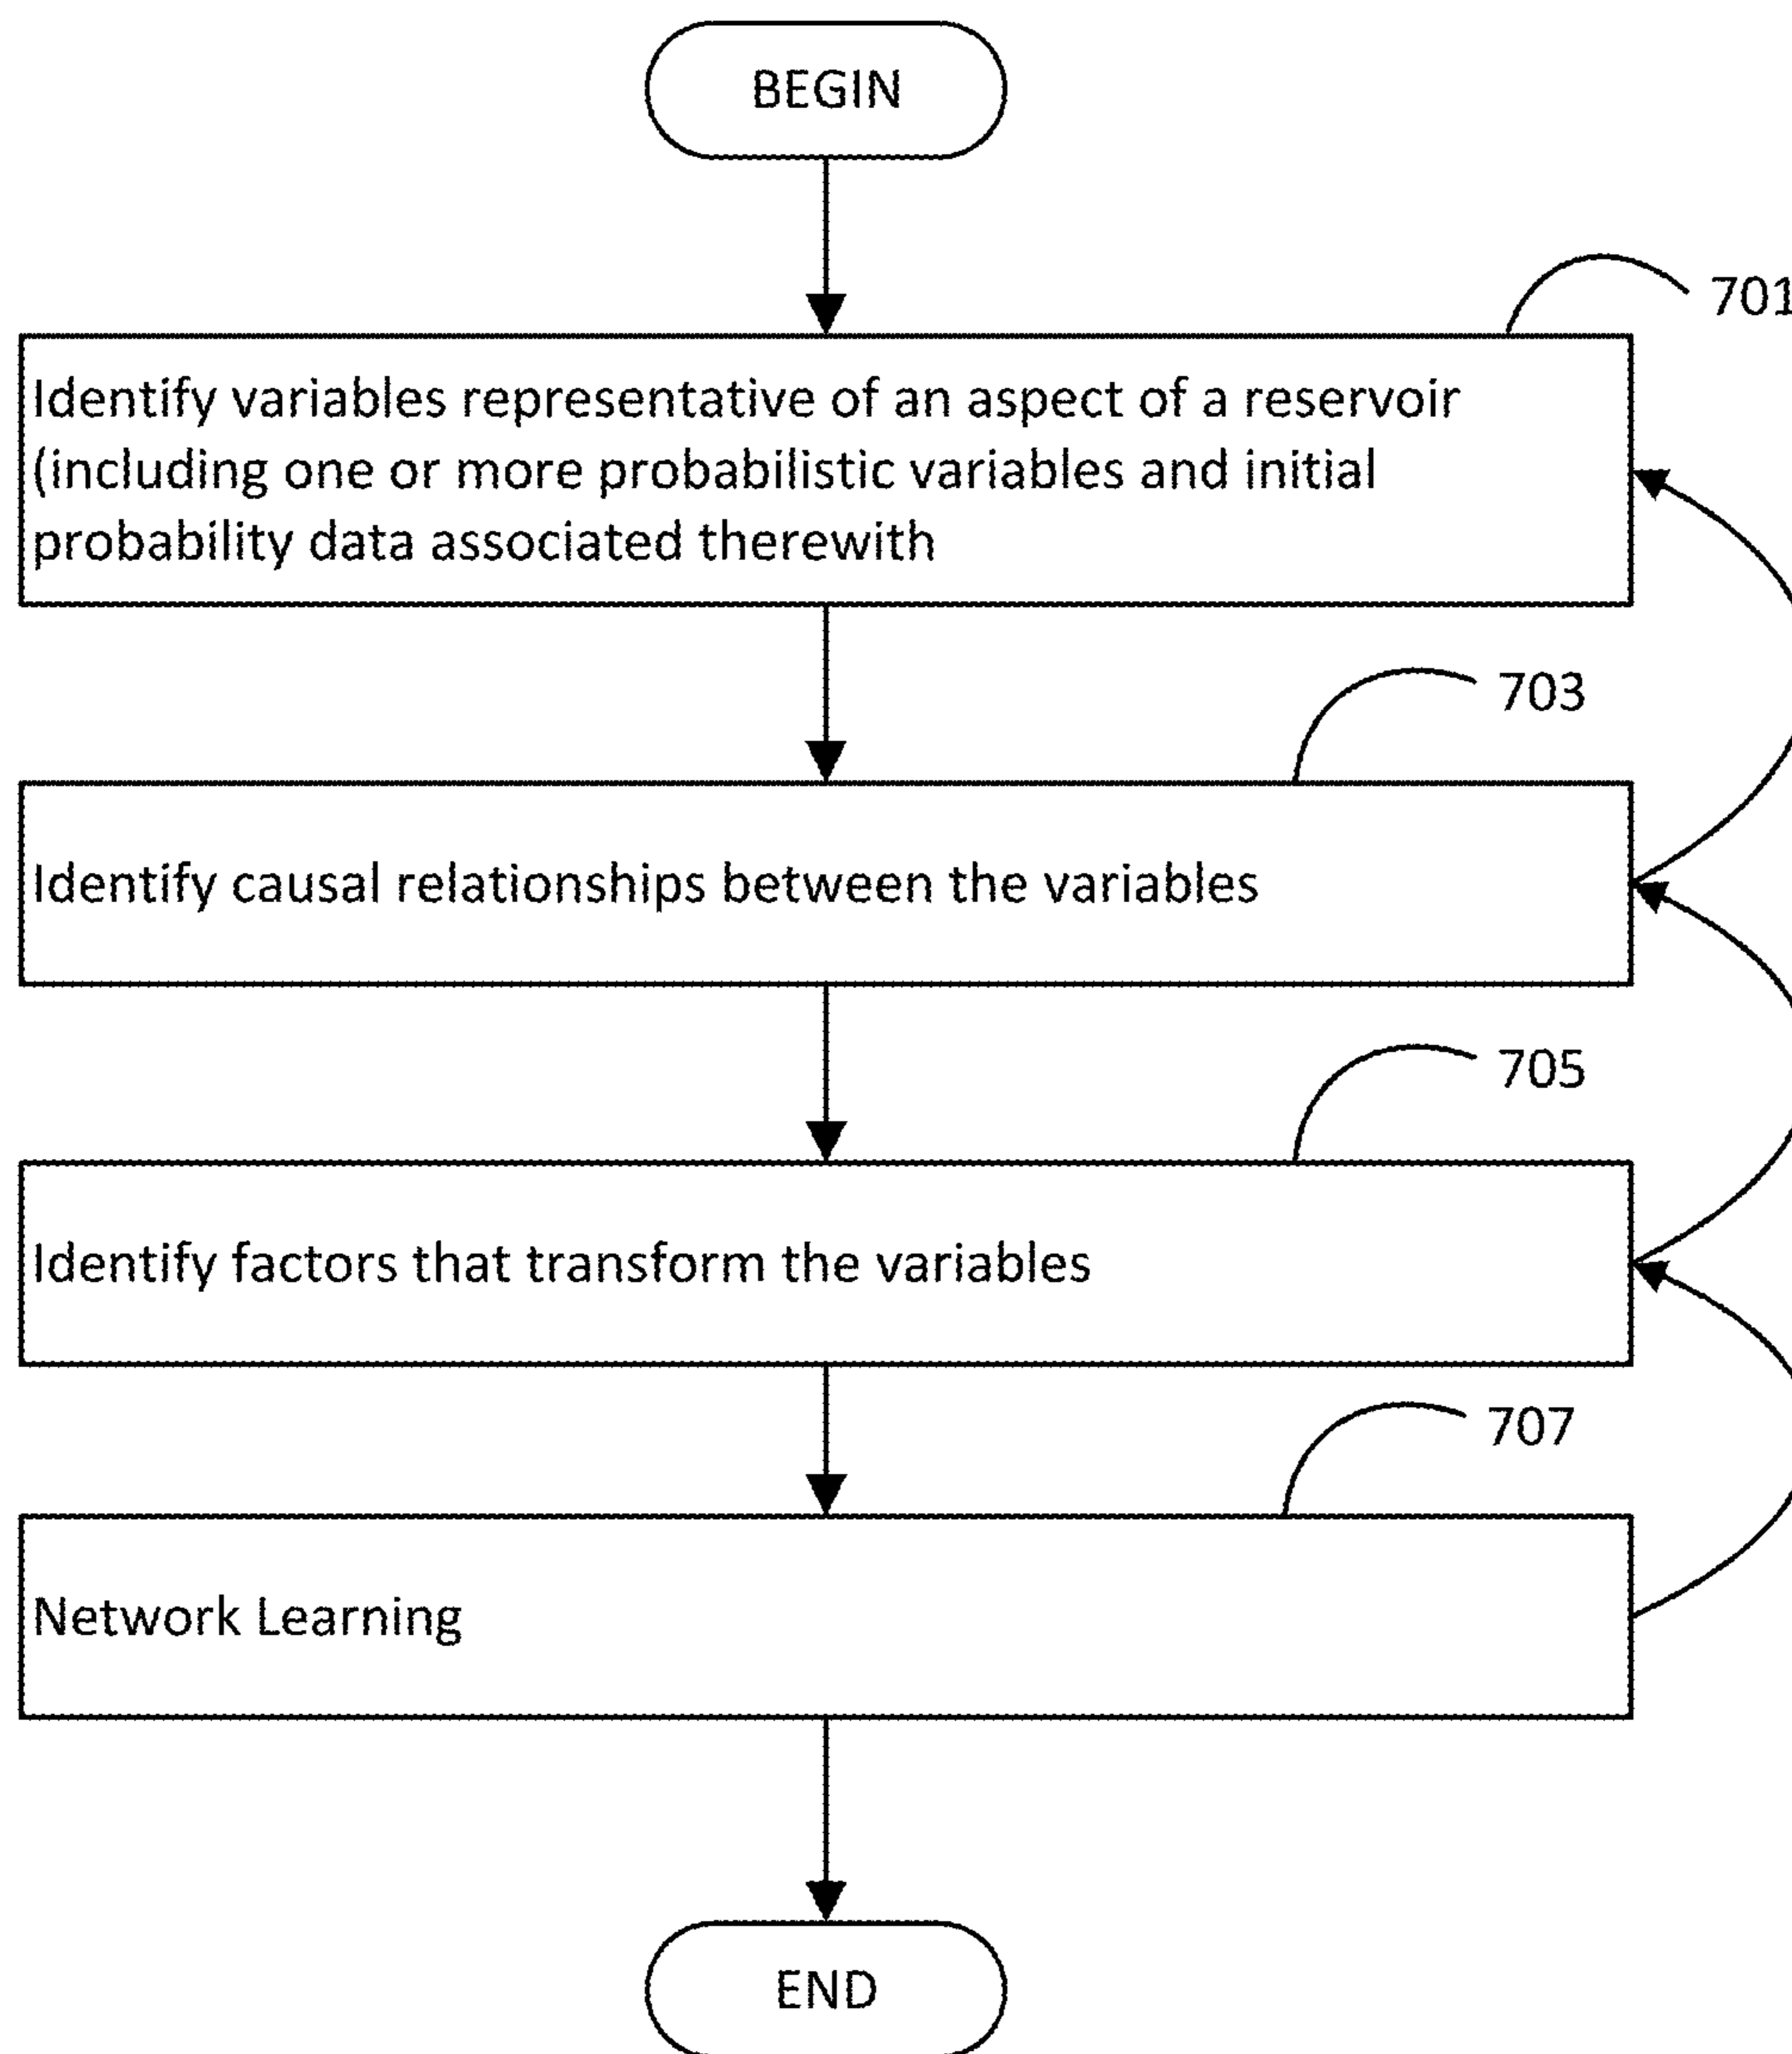 BEGIN
701
Identify variables representative of an aspect of a reservoir
(including one or more probabilistic variables and initial
probability data associated therewith
703
Identify causal relationships between the variables
705
Identify factors that transform the variables
707
Network Learning
END